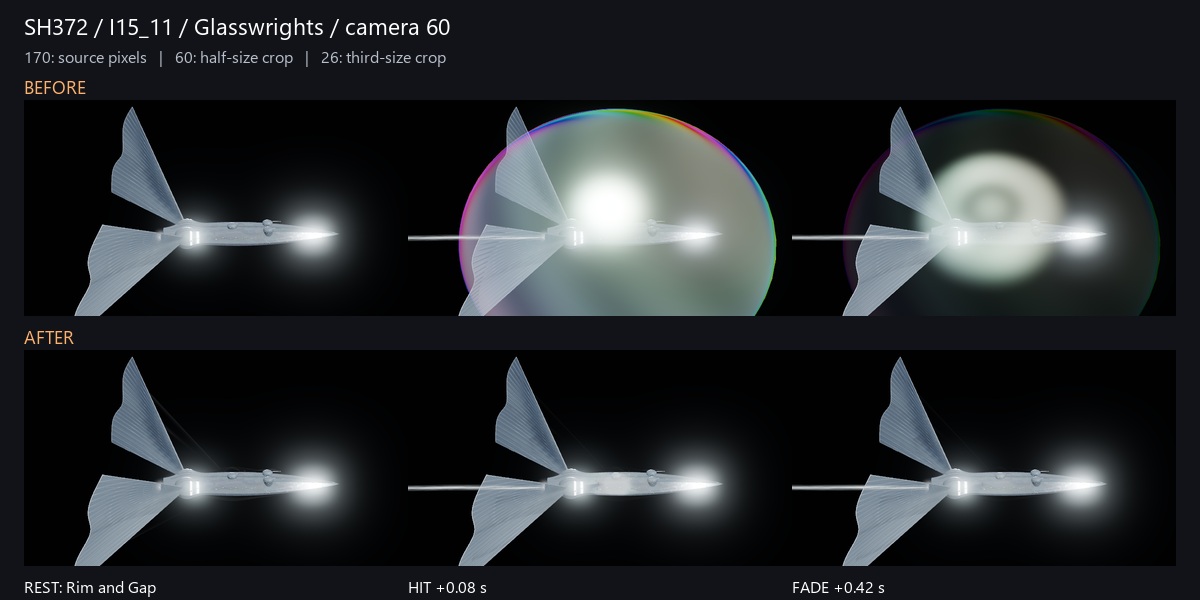 SH372 / I15_11 / Glasswrights / camera 60
170: source pixels | 60: half-size crop | 26: third-size crop
BEFORE
AFTER
REST: Rim and Gap
HIT +0.08 s
FADE +0.42 s